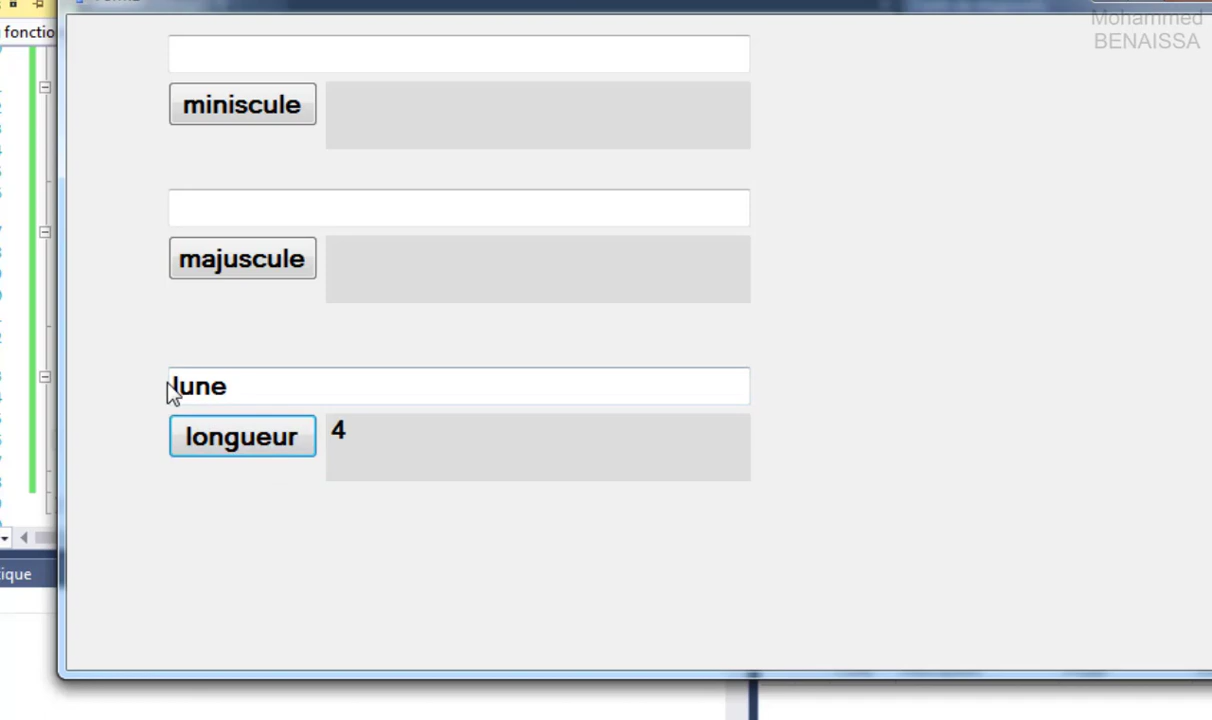 Mohammed
BENAISSA
fonctio
miniscule
majuscule
lune
longueur
4
ique